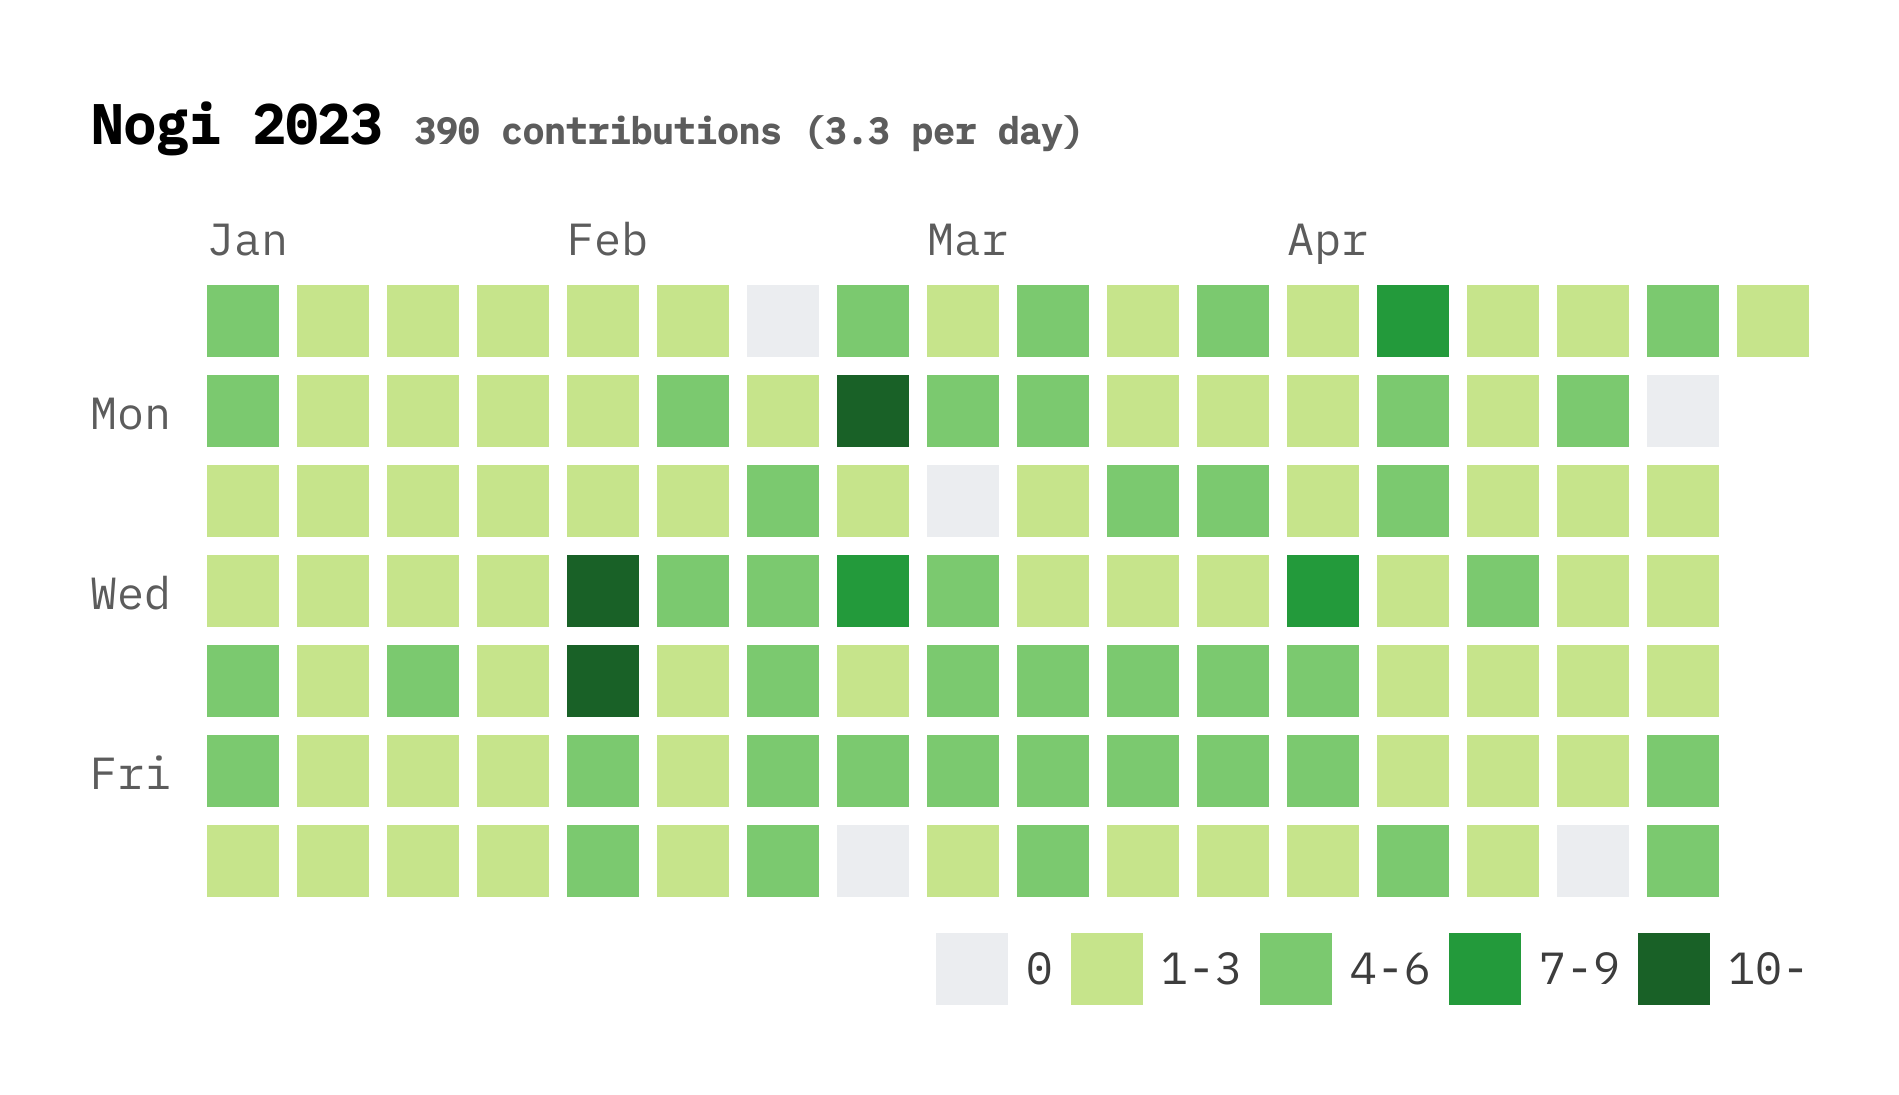 Nogi 2023 390 contributions (3.3 per day)
Jan Feb Mar Apr
Mon
Wed
Fri
0 1-3 4-6 7-9 10-